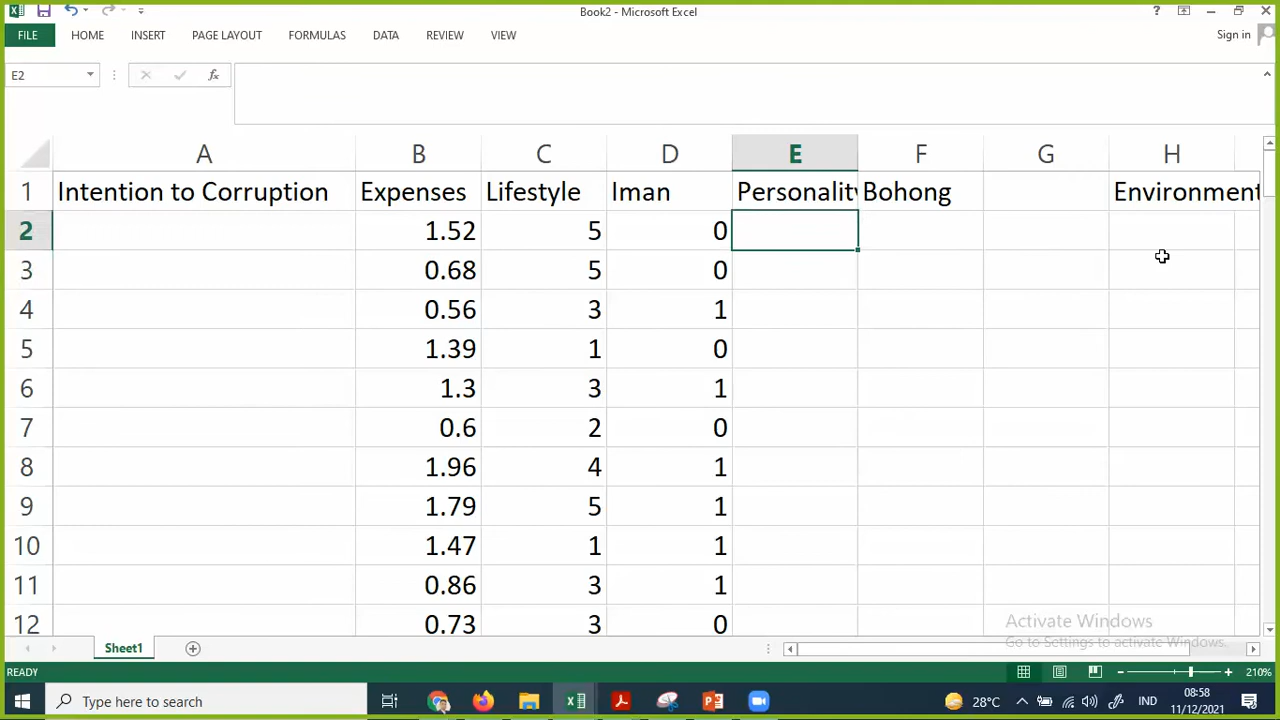 Book2 - Microsoft Excel
?
FILE HOME INSERT PAGE LAYOUT FORMULAS DATA REVIEW VIEW
Sign in
E2 fx
A B C D E F G H
1 Intention to Corruption Expenses Lifestyle Iman Personality Bohong Environment
2 1.52 5 0
3 0.68 5 0
4 0.56 3 1
5 1.39 1 0
6 1.3 3 1
7 0.6 2 0
8 1.96 4 1
9 1.79 5 1
10 1.47 1 1
11 0.86 3 1
12 0.73 3 0
Activate Windows
Go to Settings to activate Windows.
Sheet1
READY 210%
Type here to search 28°C IND 08:58
11/12/2021